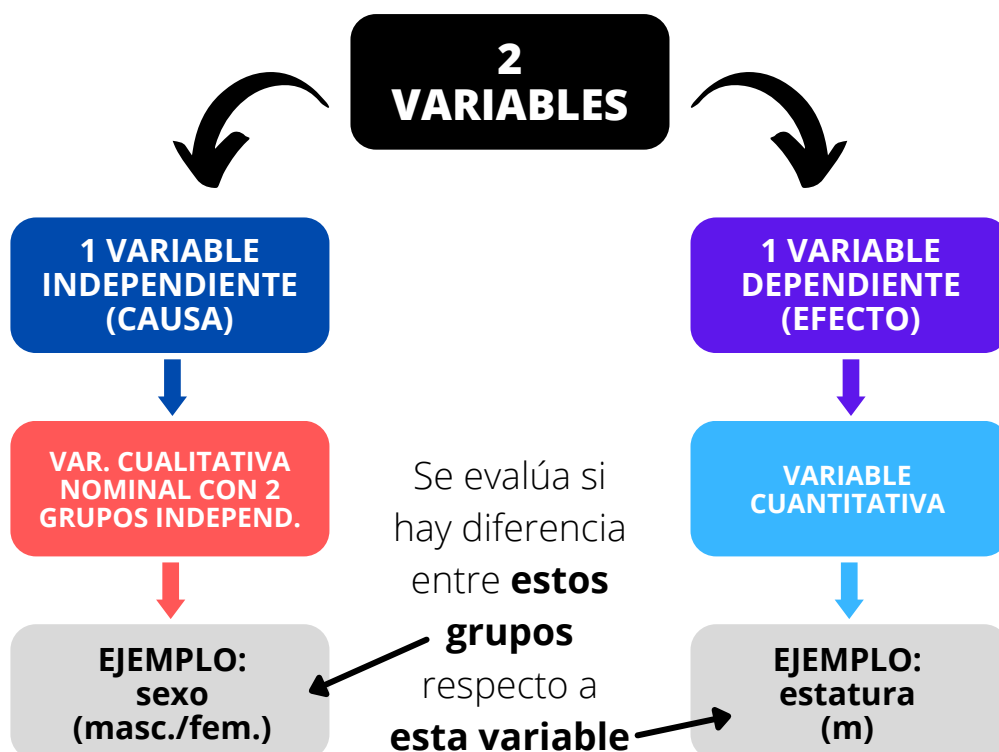 2
VARIABLES
1 VARIABLE
INDEPENDIENTE
(CAUSA)
1 VARIABLE
DEPENDIENTE
(EFECTO)
VAR. CUALITATIVA
NOMINAL CON 2
GRUPOS INDEPEND.
VARIABLE
CUANTITATIVA
Se evalúa si
hay diferencia
entre estos
grupos
respecto a
esta variable
EJEMPLO:
sexo
(masc./fem.)
EJEMPLO:
estatura
(m)